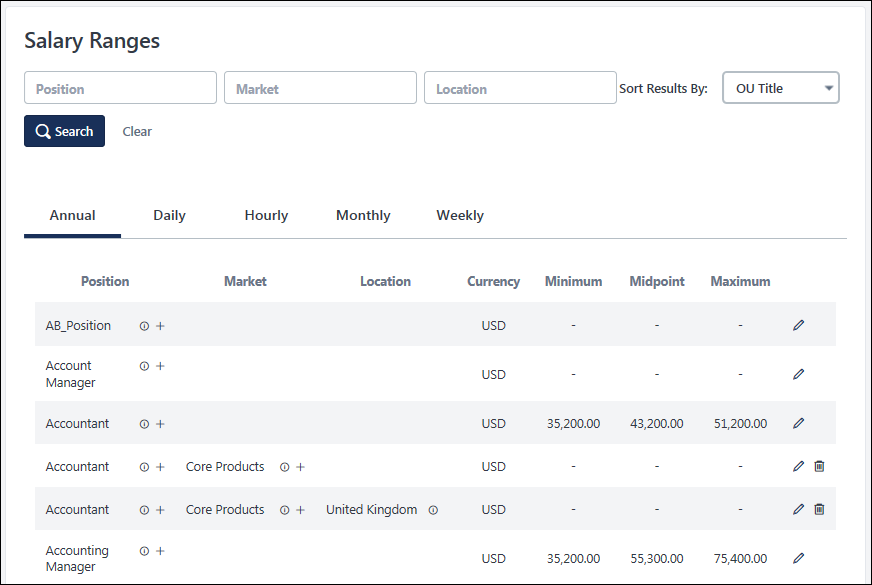 Salary Ranges
Position Market Location Sort Results By: OU Title
Search Clear
Annual Daily Hourly Monthly Weekly
Position Market Location Currency Minimum Midpoint Maximum
AB_Position USD - - -
Account
Manager USD - - -
Accountant USD 35,200.00 43,200.00 51,200.00
Accountant Core Products USD - - -
Accountant Core Products United Kingdom USD - - -
Accounting
Manager USD 35,200.00 55,300.00 75,400.00